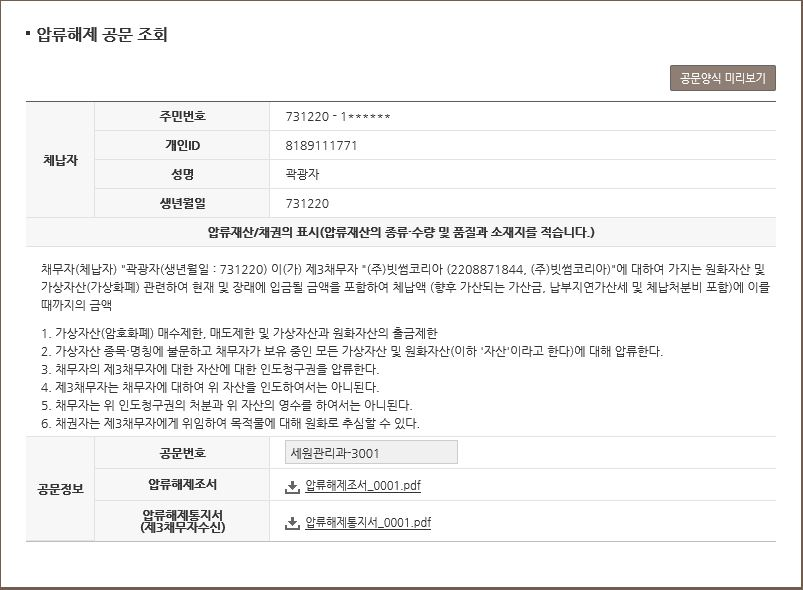 압류해제 공문 조회
공문양식 미리보기
체납자
주민번호
731220 - 1******
개인ID
8189111771
성명
곽광자
생년월일
731220
압류재산/채권의 표시(압류재산의 종류·수량 및 품질과 소재지를 적습니다.)
채무자(체납자) "곽광자(생년월일 : 731220) 이(가) 제3채무자 "(주)빗썸코리아 (2208871844, (주)빗썸코리아)"에 대하여 가지는 원화자산 및
가상자산(가상화폐) 관련하여 현재 및 장래에 입금될 금액을 포함하여 체납액 (향후 가산되는 가산금, 납부지연가산세 및 체납처분비 포함)에 이를
때까지의 금액
1. 가상자산(암호화폐) 매수제한, 매도제한 및 가상자산과 원화자산의 출금제한
2. 가상자산 종목·명칭에 불문하고 채무자가 보유 중인 모든 가상자산 및 원화자산(이하 '자산'이라고 한다)에 대해 압류한다.
3. 채무자의 제3채무자에 대한 자산에 대한 인도청구권을 압류한다.
4. 제3채무자는 채무자에 대하여 위 자산을 인도하여서는 아니된다.
5. 채무자는 위 인도청구권의 처분과 위 자산의 영수를 하여서는 아니된다.
6. 채권자는 제3채무자에게 위임하여 목적물에 대해 원화로 추심할 수 있다.
공문정보
공문번호
세원관리과-3001
압류해제조서
압류해제조서_0001.pdf
압류해제통지서
(제3채무자수신)
압류해제통지서_0001.pdf